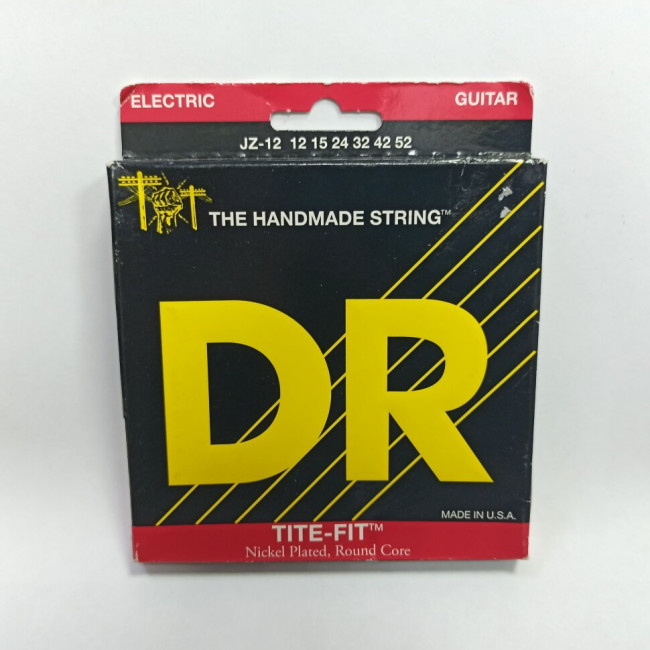 ELECTRIC GUITAR
JZ-12 12 15 24 32 42 52
THE HANDMADE STRING™
DR
MADE IN U.S.A.
TITE-FIT™
Nickel Plated, Round Core